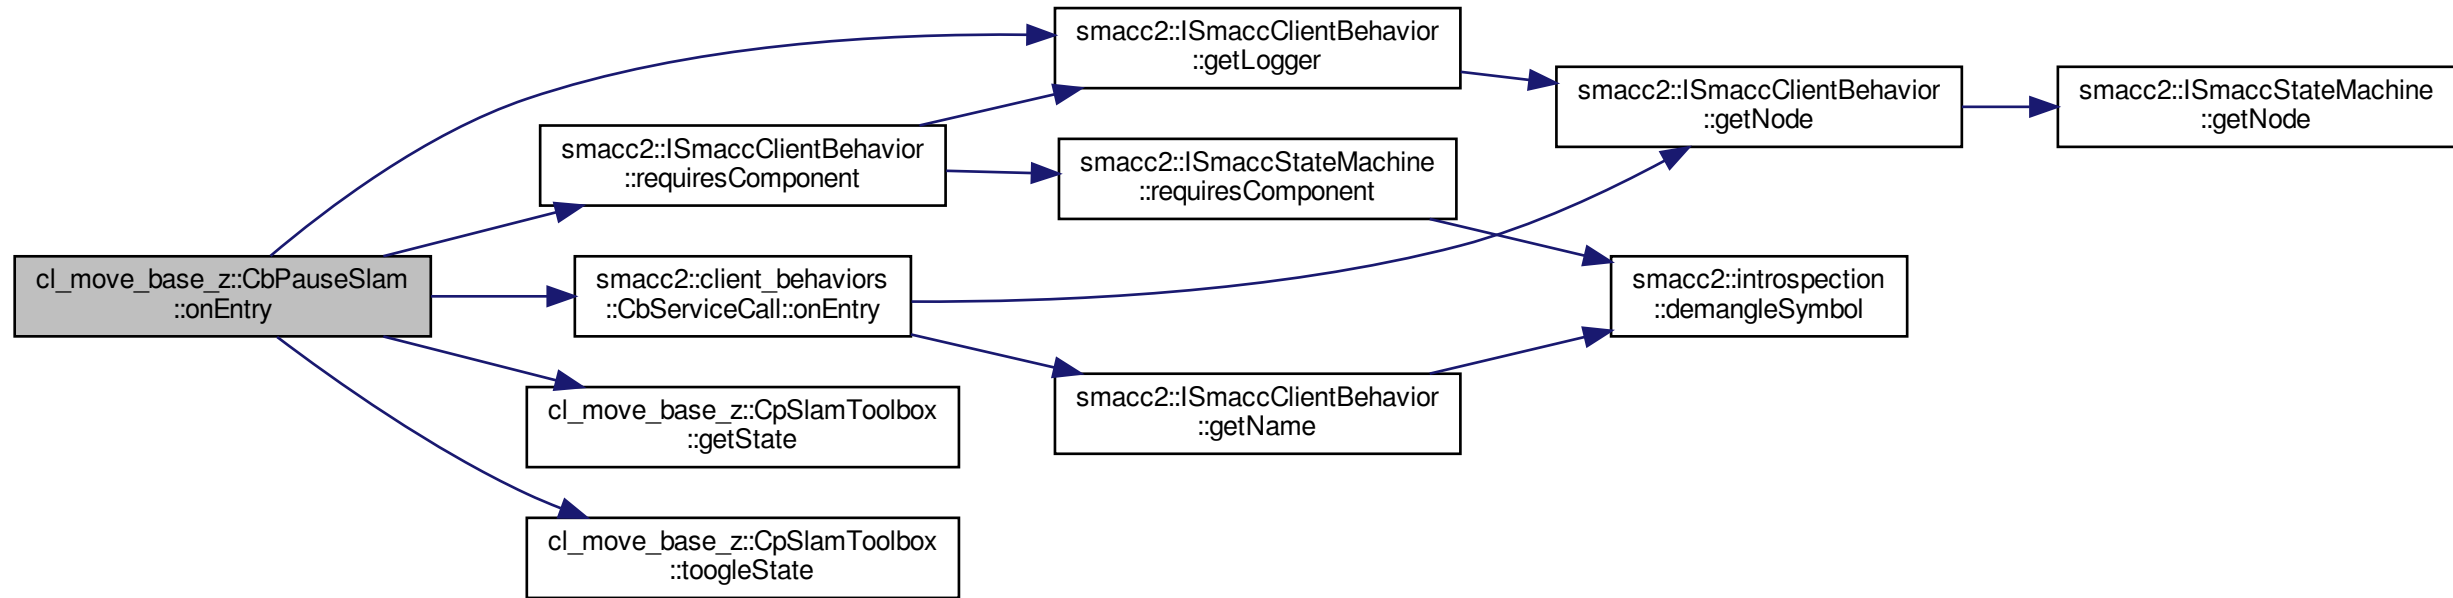 cl_move_base_z::CbPauseSlam
::onEntry
smacc2::ISmaccClientBehavior
::requiresComponent
smacc2::client_behaviors
::CbServiceCall::onEntry
cl_move_base_z::CpSlamToolbox
::getState
cl_move_base_z::CpSlamToolbox
::toogleState
smacc2::ISmaccClientBehavior
::getLogger
smacc2::ISmaccStateMachine
::requiresComponent
smacc2::ISmaccClientBehavior
::getName
smacc2::ISmaccClientBehavior
::getNode
smacc2::introspection
::demangleSymbol
smacc2::ISmaccStateMachine
::getNode